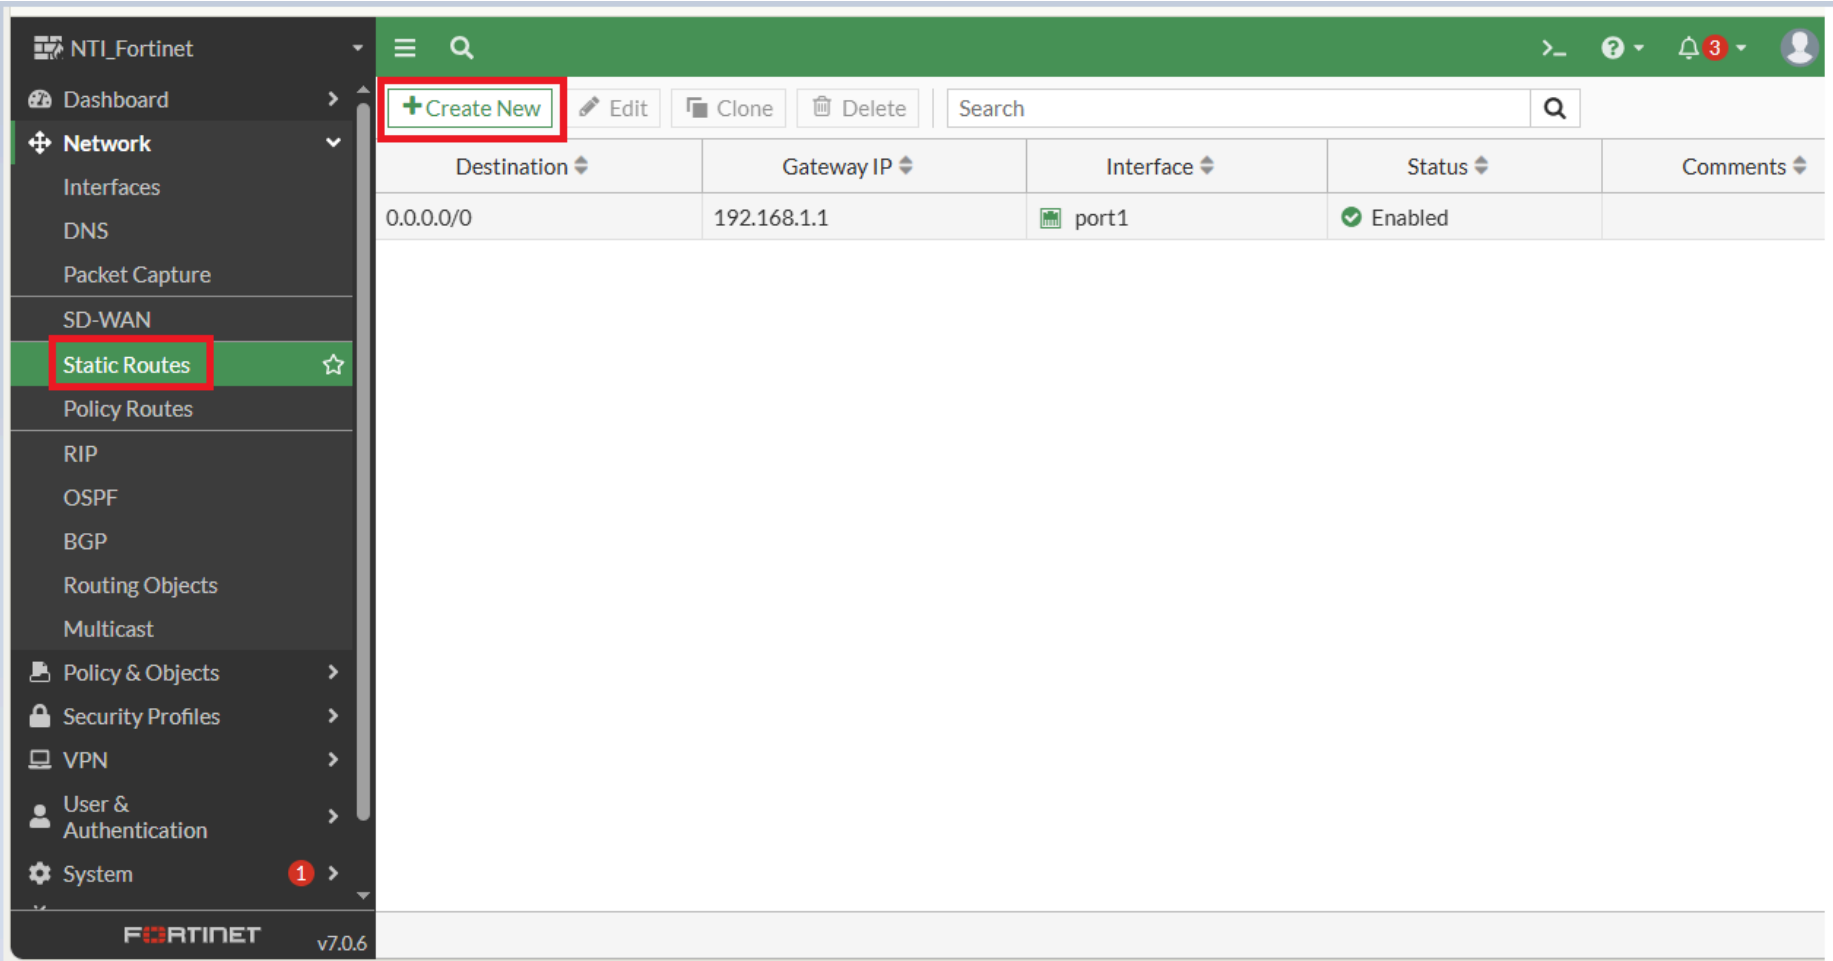 NTI_Fortinet
3
Dashboard
Network
Interfaces
DNS
Packet Capture
SD-WAN
Static Routes
Policy Routes
RIP
OSPF
BGP
Routing Objects
Multicast
Policy & Objects
Security Profiles
VPN
User &
Authentication
System 1
FORTINET v7.0.6
Create New Edit Clone Delete Search
Destination Gateway IP Interface Status Comments
0.0.0.0/0 192.168.1.1 port1 Enabled